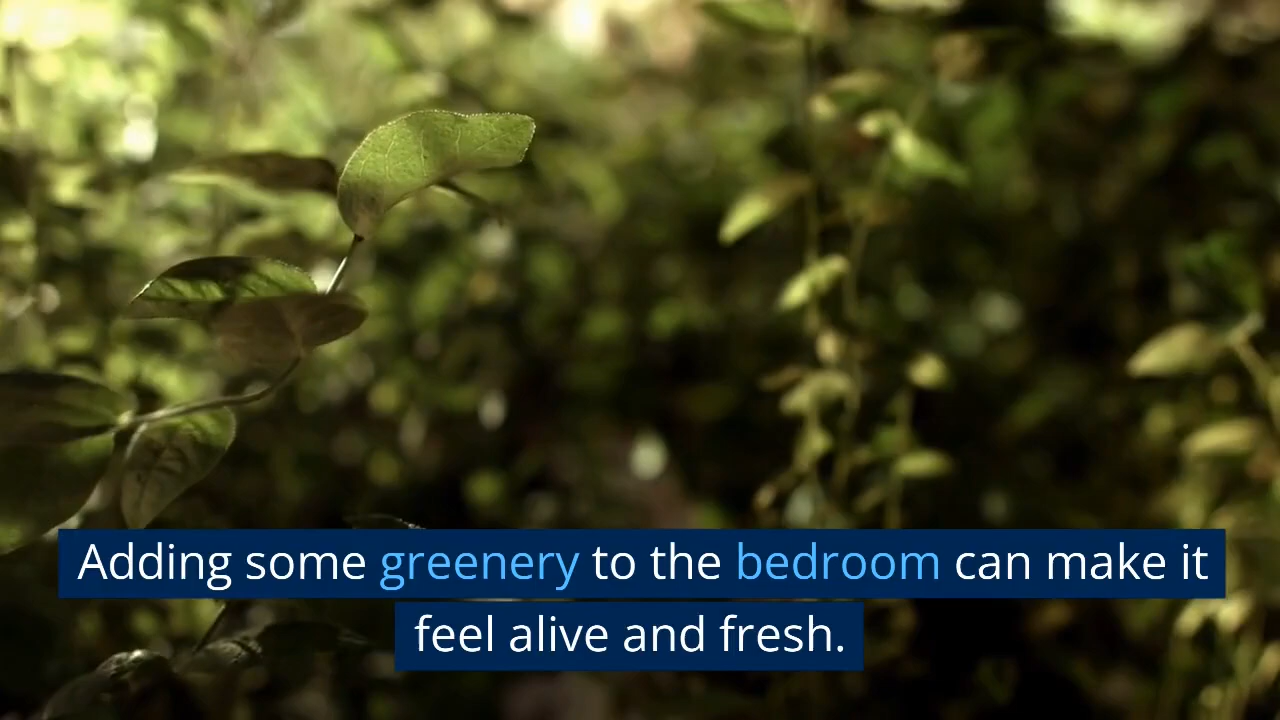 Adding some greenery to the bedroom can make it
feel alive and fresh.